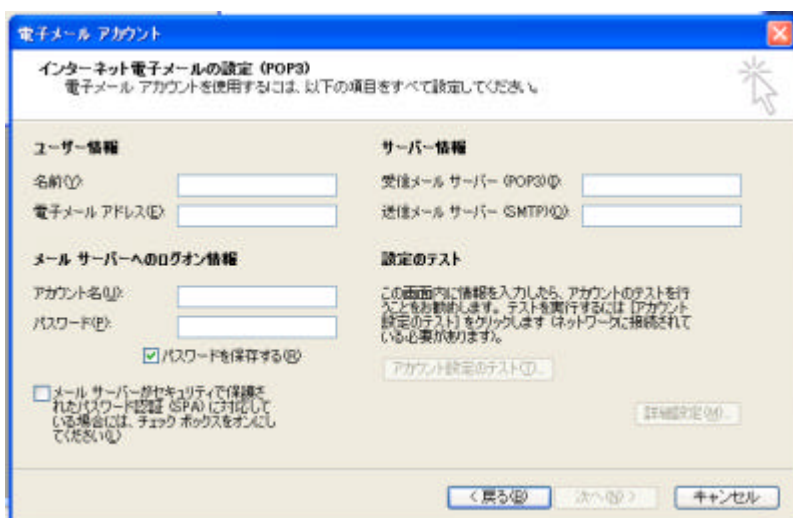 電子メール アカウント
インターネット電子メールの設定 (POP3)
電子メール アカウントを使用するには、以下の項目をすべて設定してください。
ユーザー情報
名前(Y):
電子メール アドレス(E):
メール サーバーへのログオン情報
アカウント名(U):
パスワード(P):
パスワードを保存する(R)
メール サーバーがセキュリティで保護さ
れたパスワード認証 (SPA) に対応して
いる場合には、チェック ボックスをオンにし
てください(L)
サーバー情報
受信メール サーバー (POP3)(I):
送信メール サーバー (SMTP)(O):
設定のテスト
この画面内に情報を入力したら、アカウントのテストを行
うことをお勧めします。テストを実行するには [アカウント
設定のテスト] をクリックします (ネットワークに接続されて
いる必要があります)。
アカウント設定のテスト(T)...
詳細設定(M)...
< 戻る(B)
次へ(N) >
キャンセル